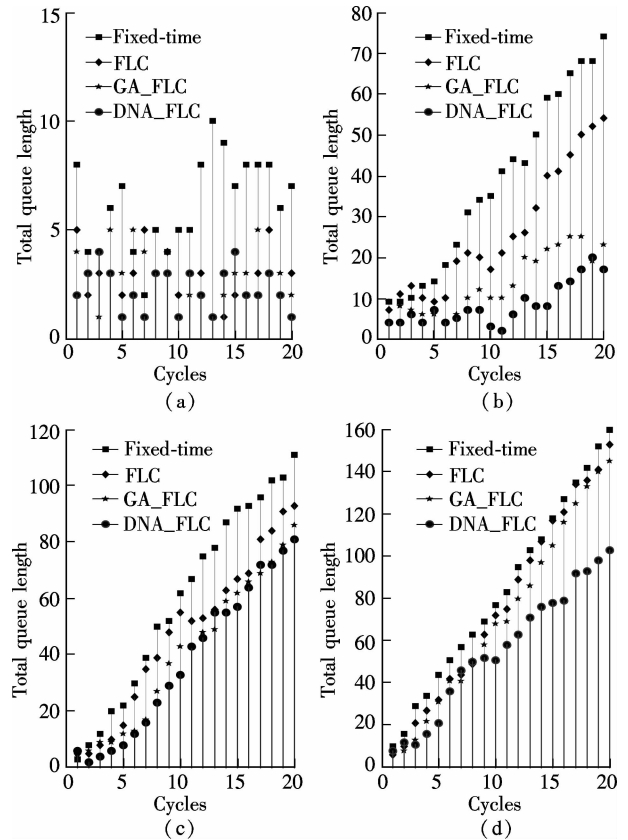 15
10
5
0
Total queue length
Fixed-time
FLC
GA_FLC
DNA_FLC
0 5 10 15 20
Cycles
(a)
80
70
60
50
40
30
20
10
0
Total queue length
Fixed-time
FLC
GA_FLC
DNA_FLC
0 5 10 15 20
Cycles
(b)
120
100
80
60
40
20
0
Total queue length
Fixed-time
FLC
GA_FLC
DNA_FLC
0 5 10 15 20
Cycles
(c)
160
140
120
100
80
60
40
20
0
Total queue length
Fixed-time
FLC
GA_FLC
DNA_FLC
0 5 10 15 20
Cycles
(d)